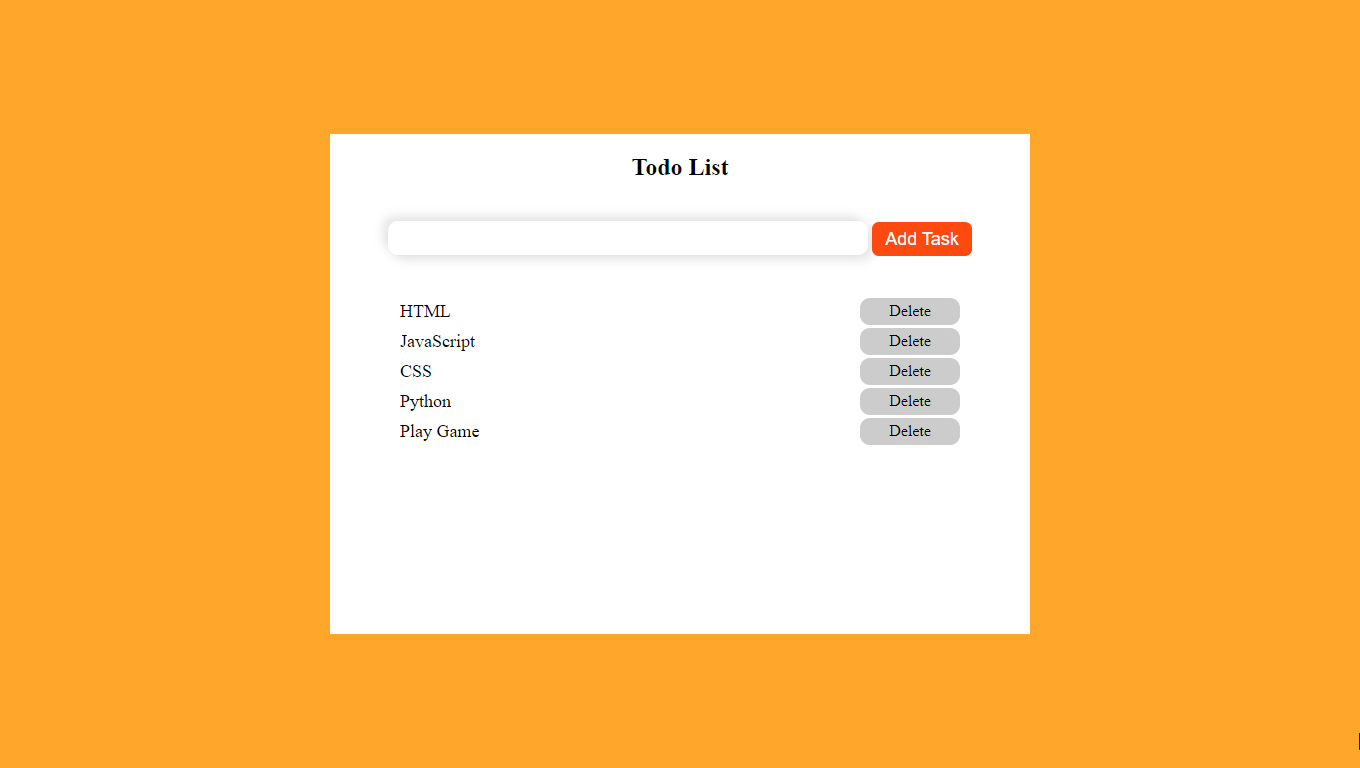 Todo List
Add Task
HTML Delete
JavaScript Delete
CSS Delete
Python Delete
Play Game Delete